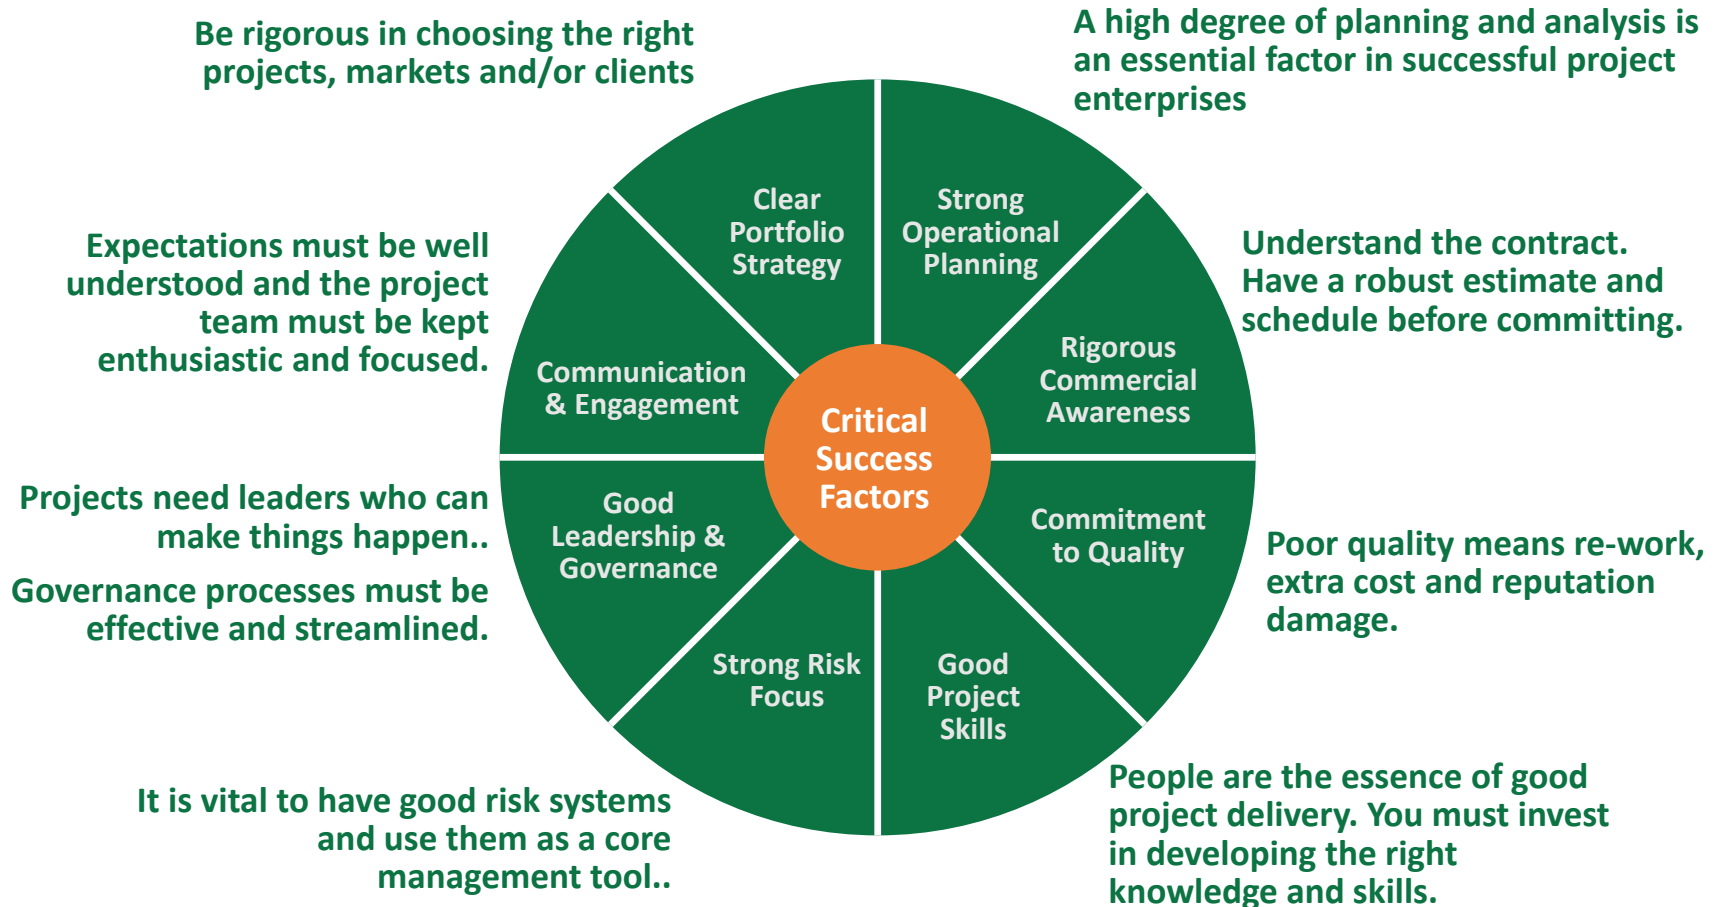 Be rigorous in choosing the right
projects, markets and/or clients
A high degree of planning and analysis is
an essential factor in successful project
enterprises
Clear
Portfolio
Strategy
Strong
Operational
Planning
Expectations must be well
understood and the project
team must be kept
enthusiastic and focused.
Understand the contract.
Have a robust estimate and
schedule before committing.
Communication
& Engagement
Rigorous
Commercial
Awareness
Critical
Success
Factors
Projects need leaders who can
make things happen..
Governance processes must be
effective and streamlined.
Good
Leadership &
Governance
Commitment
to Quality
Poor quality means re-work,
extra cost and reputation
damage.
Strong Risk
Focus
Good
Project
Skills
It is vital to have good risk systems
and use them as a core
management tool..
People are the essence of good
project delivery. You must invest
in developing the right
knowledge and skills.